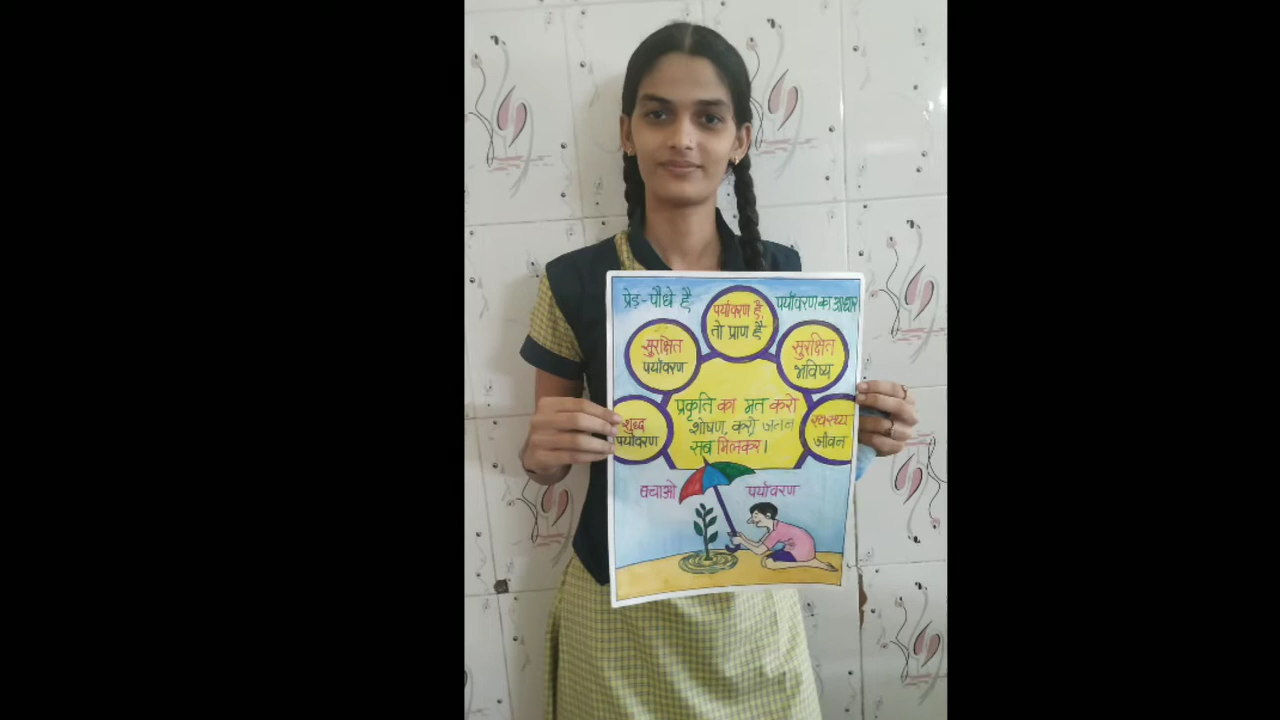 प्रेड़-पौधे है
पर्यावरण का आधार
पर्यावरण है,
तो प्राण है
सुरक्षित
पर्यावरण
सुरक्षित
भविष्य
शुद्ध
पर्यावरण
प्रकृति का मत करो
शोषण, करो जतन
सब मिलकर।
स्वस्थ्य
जीवन
बचाओ
पर्यावरण